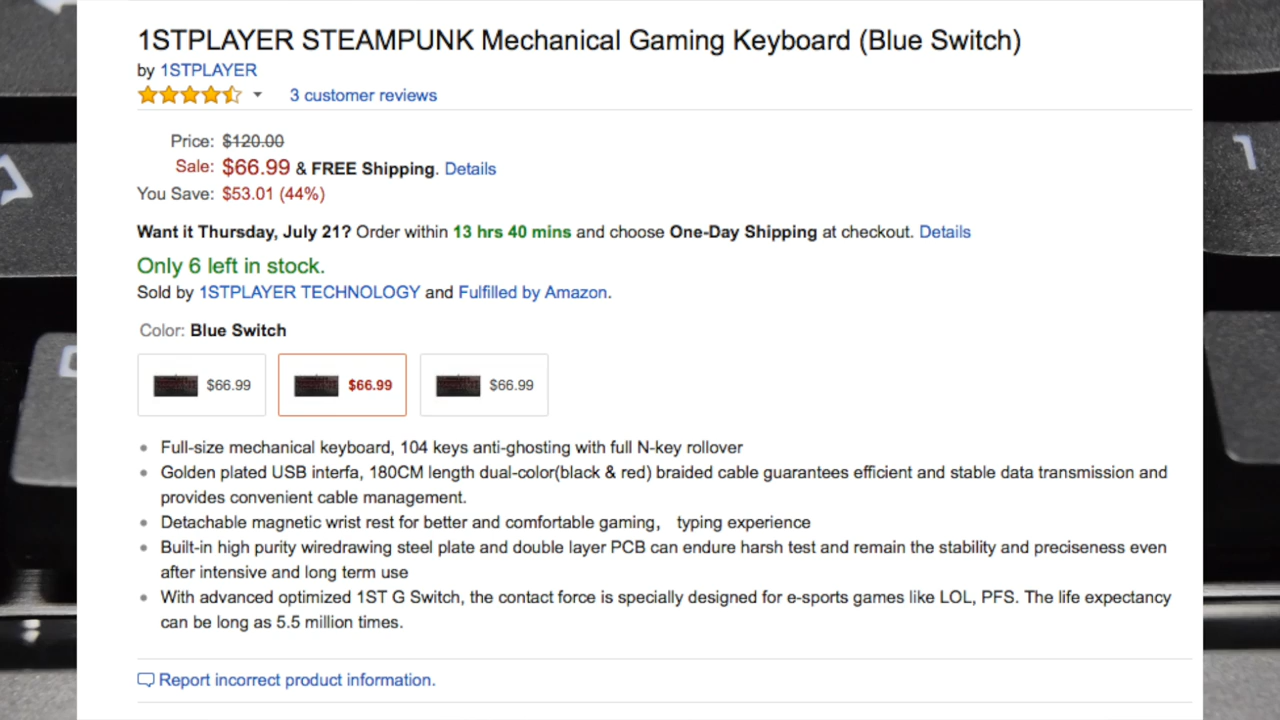 1STPLAYER STEAMPUNK Mechanical Gaming Keyboard (Blue Switch)
by 1STPLAYER
3 customer reviews
Price: $120.00
Sale: $66.99 & FREE Shipping. Details
You Save: $53.01 (44%)
Want it Thursday, July 21? Order within 13 hrs 40 mins and choose One-Day Shipping at checkout. Details
Only 6 left in stock.
Sold by 1STPLAYER TECHNOLOGY and Fulfilled by Amazon.
Color: Blue Switch
$66.99 $66.99 $66.99
Full-size mechanical keyboard, 104 keys anti-ghosting with full N-key rollover
Golden plated USB interfa, 180CM length dual-color(black & red) braided cable guarantees efficient and stable data transmission and
provides convenient cable management.
Detachable magnetic wrist rest for better and comfortable gaming， typing experience
Built-in high purity wiredrawing steel plate and double layer PCB can endure harsh test and remain the stability and preciseness even
after intensive and long term use
With advanced optimized 1ST G Switch, the contact force is specially designed for e-sports games like LOL, PFS. The life expectancy
can be long as 5.5 million times.
Report incorrect product information.